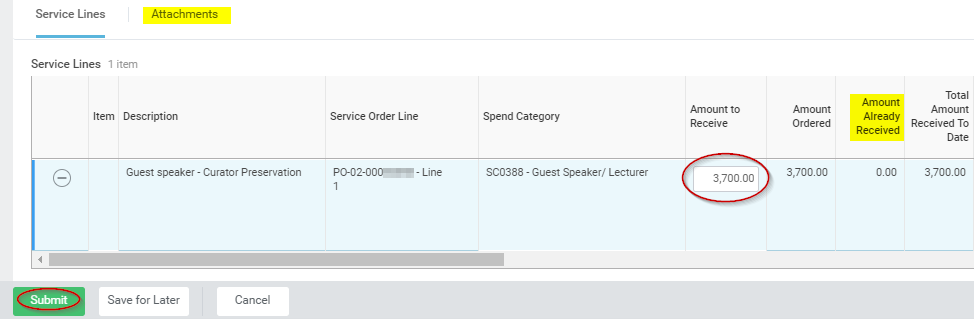 Service Lines
Attachments
Service Lines 1 item
Item
Description
Service Order Line
Spend Category
Amount to
Receive
Amount
Ordered
Amount
Already
Received
Total
Amount
Received To
Date
Guest speaker - Curator Preservation
PO-02-000 - Line
1
SC0388 - Guest Speaker/ Lecturer
3,700.00
3,700.00
0.00
3,700.00
Submit
Save for Later
Cancel